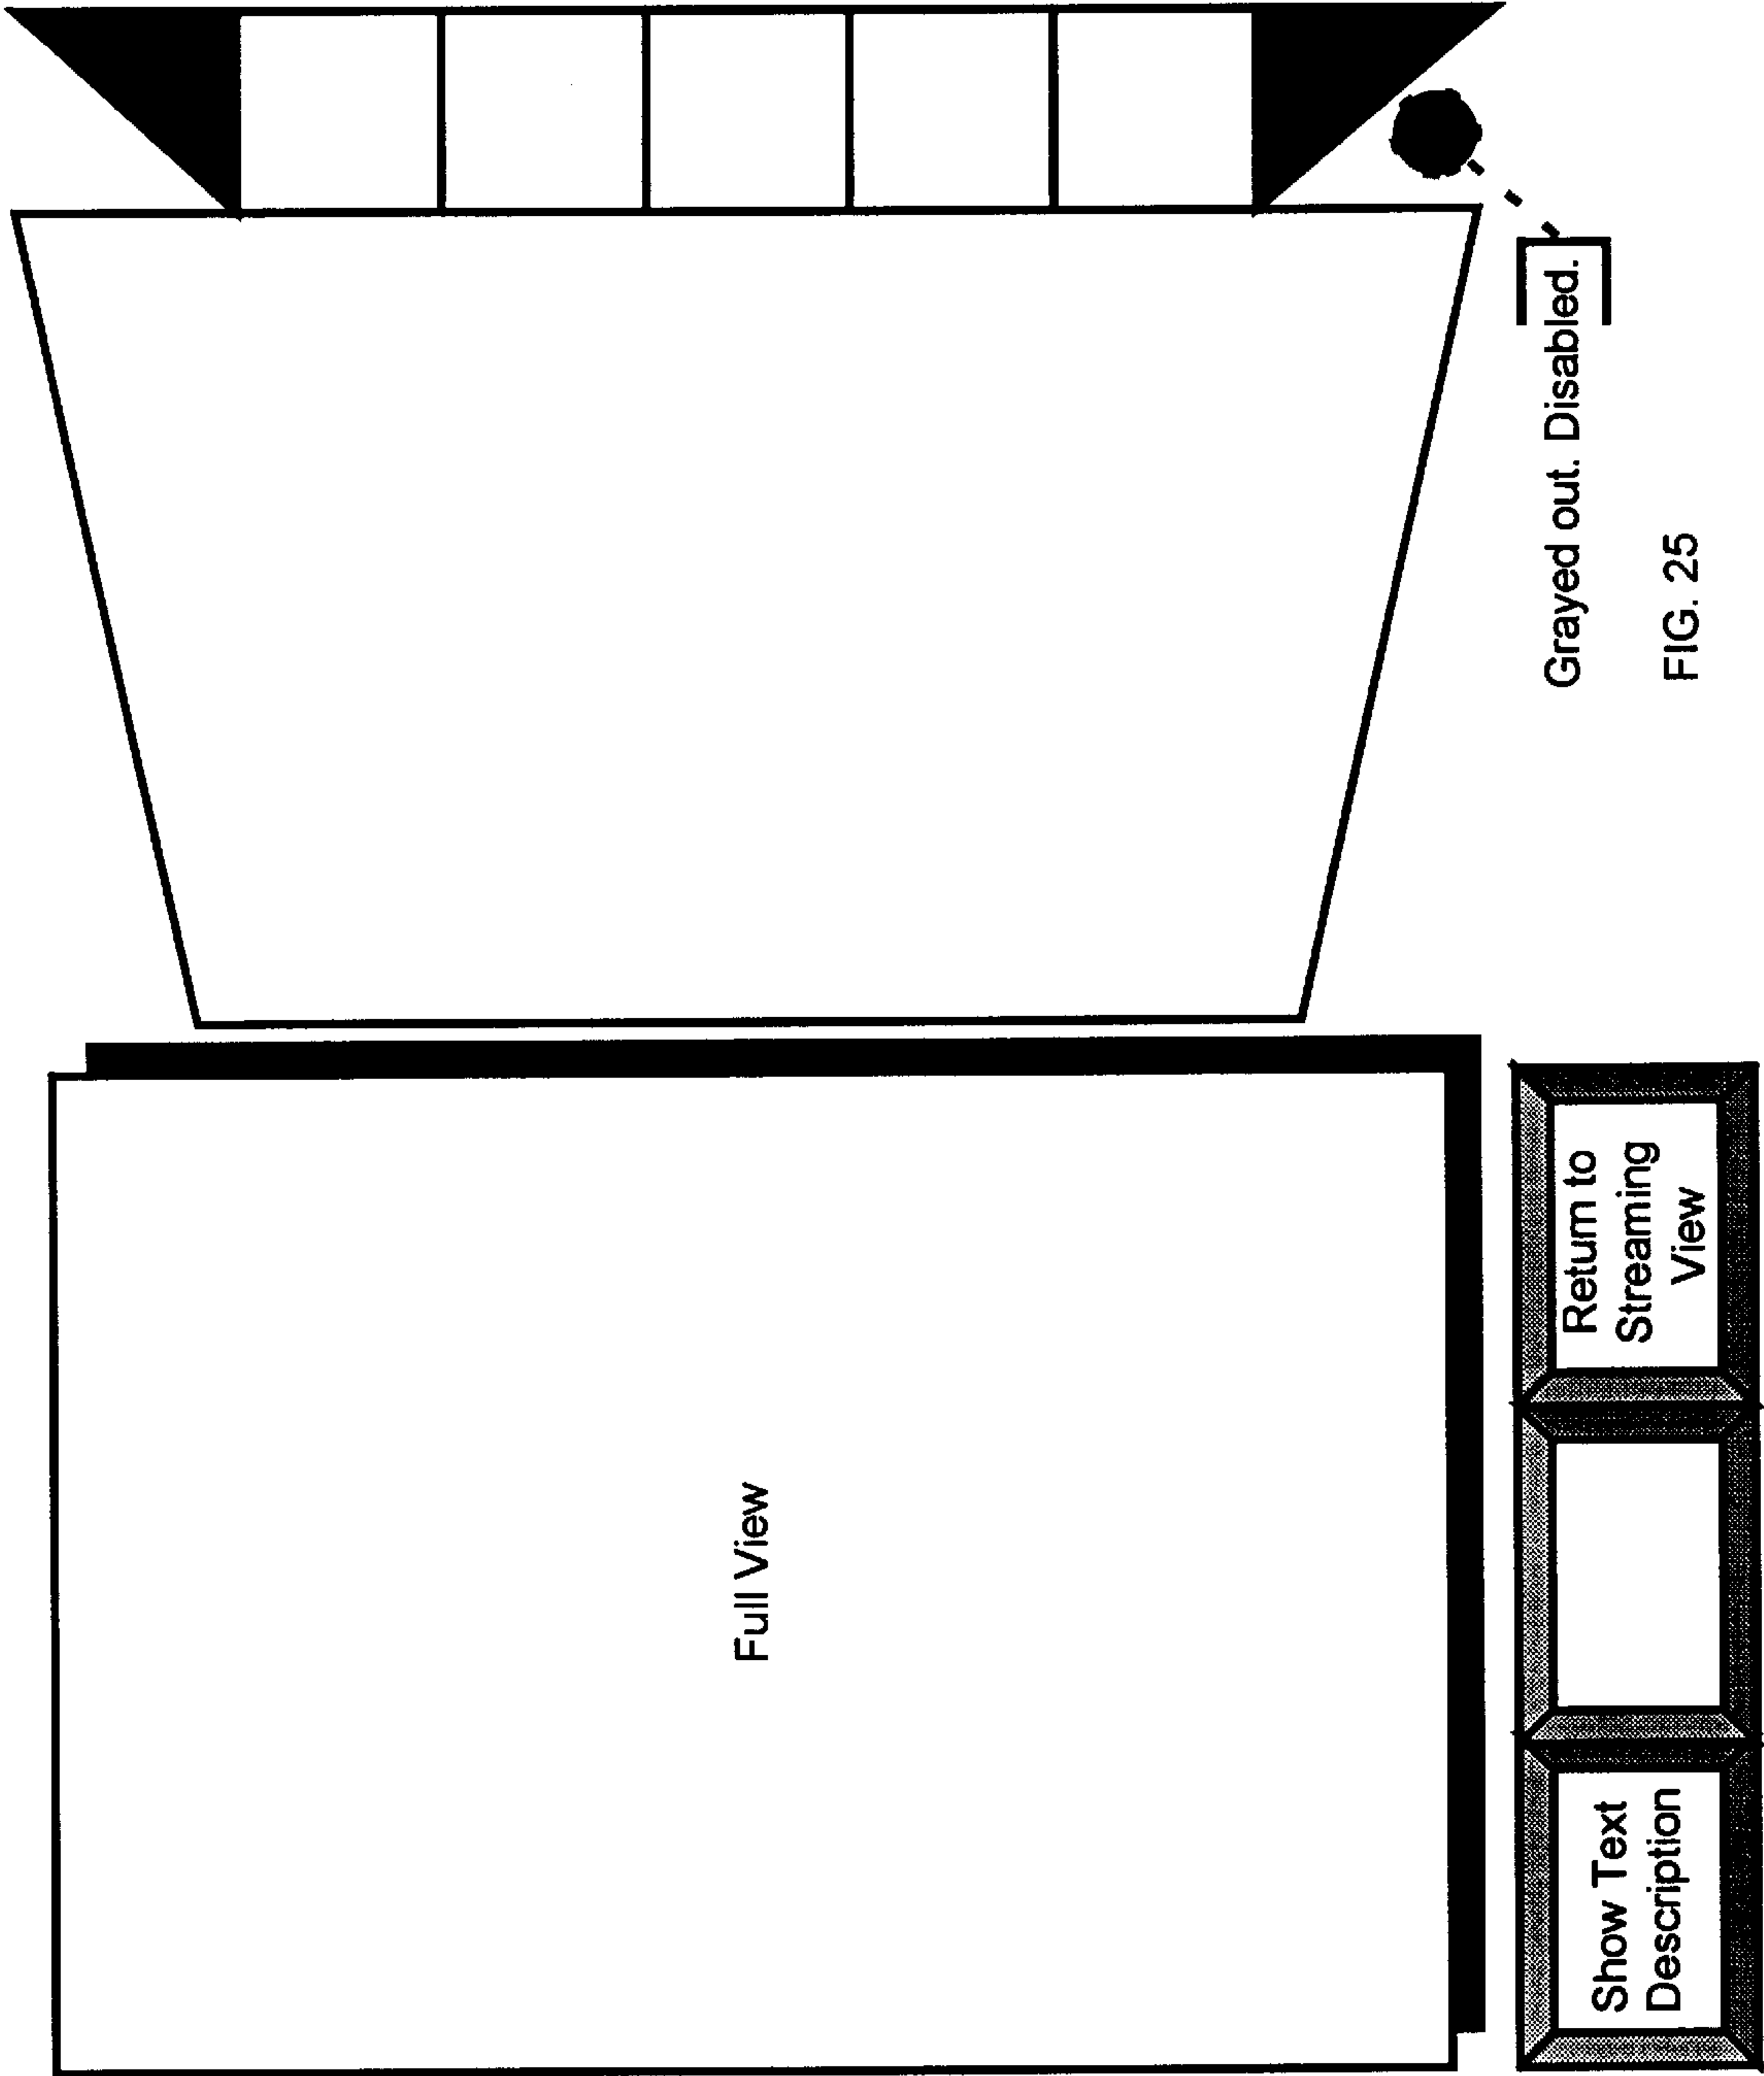 Full View
Show Text
Description
Return to
Streaming
View
Grayed out. Disabled.
FIG. 25